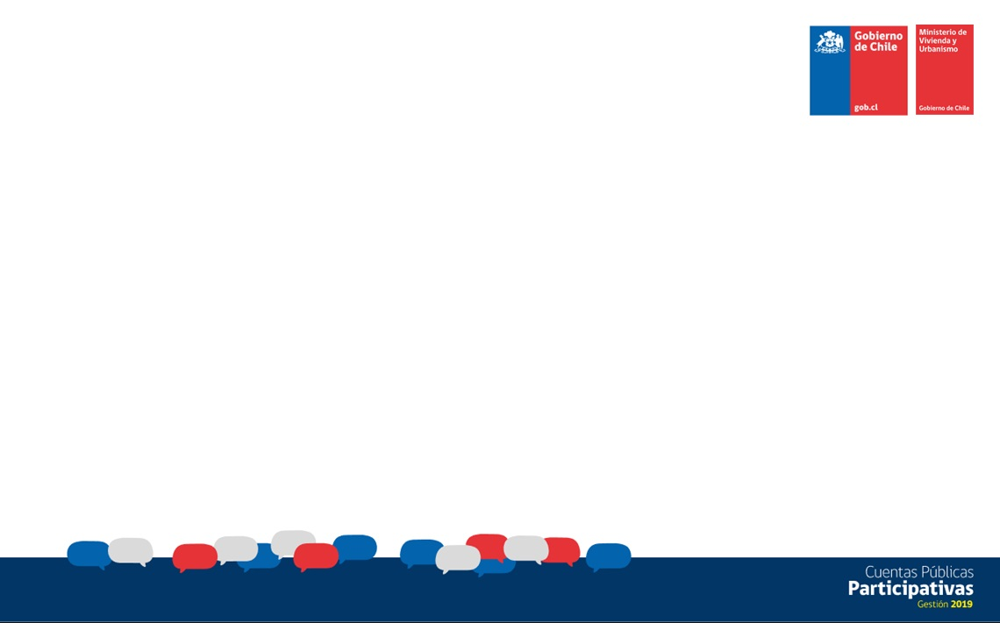 Gobierno
de Chile
gob.cl
Ministerio de
Vivienda y
Urbanismo
Gobierno de Chile
Cuentas Públicas
Participativas
Gestión 2019